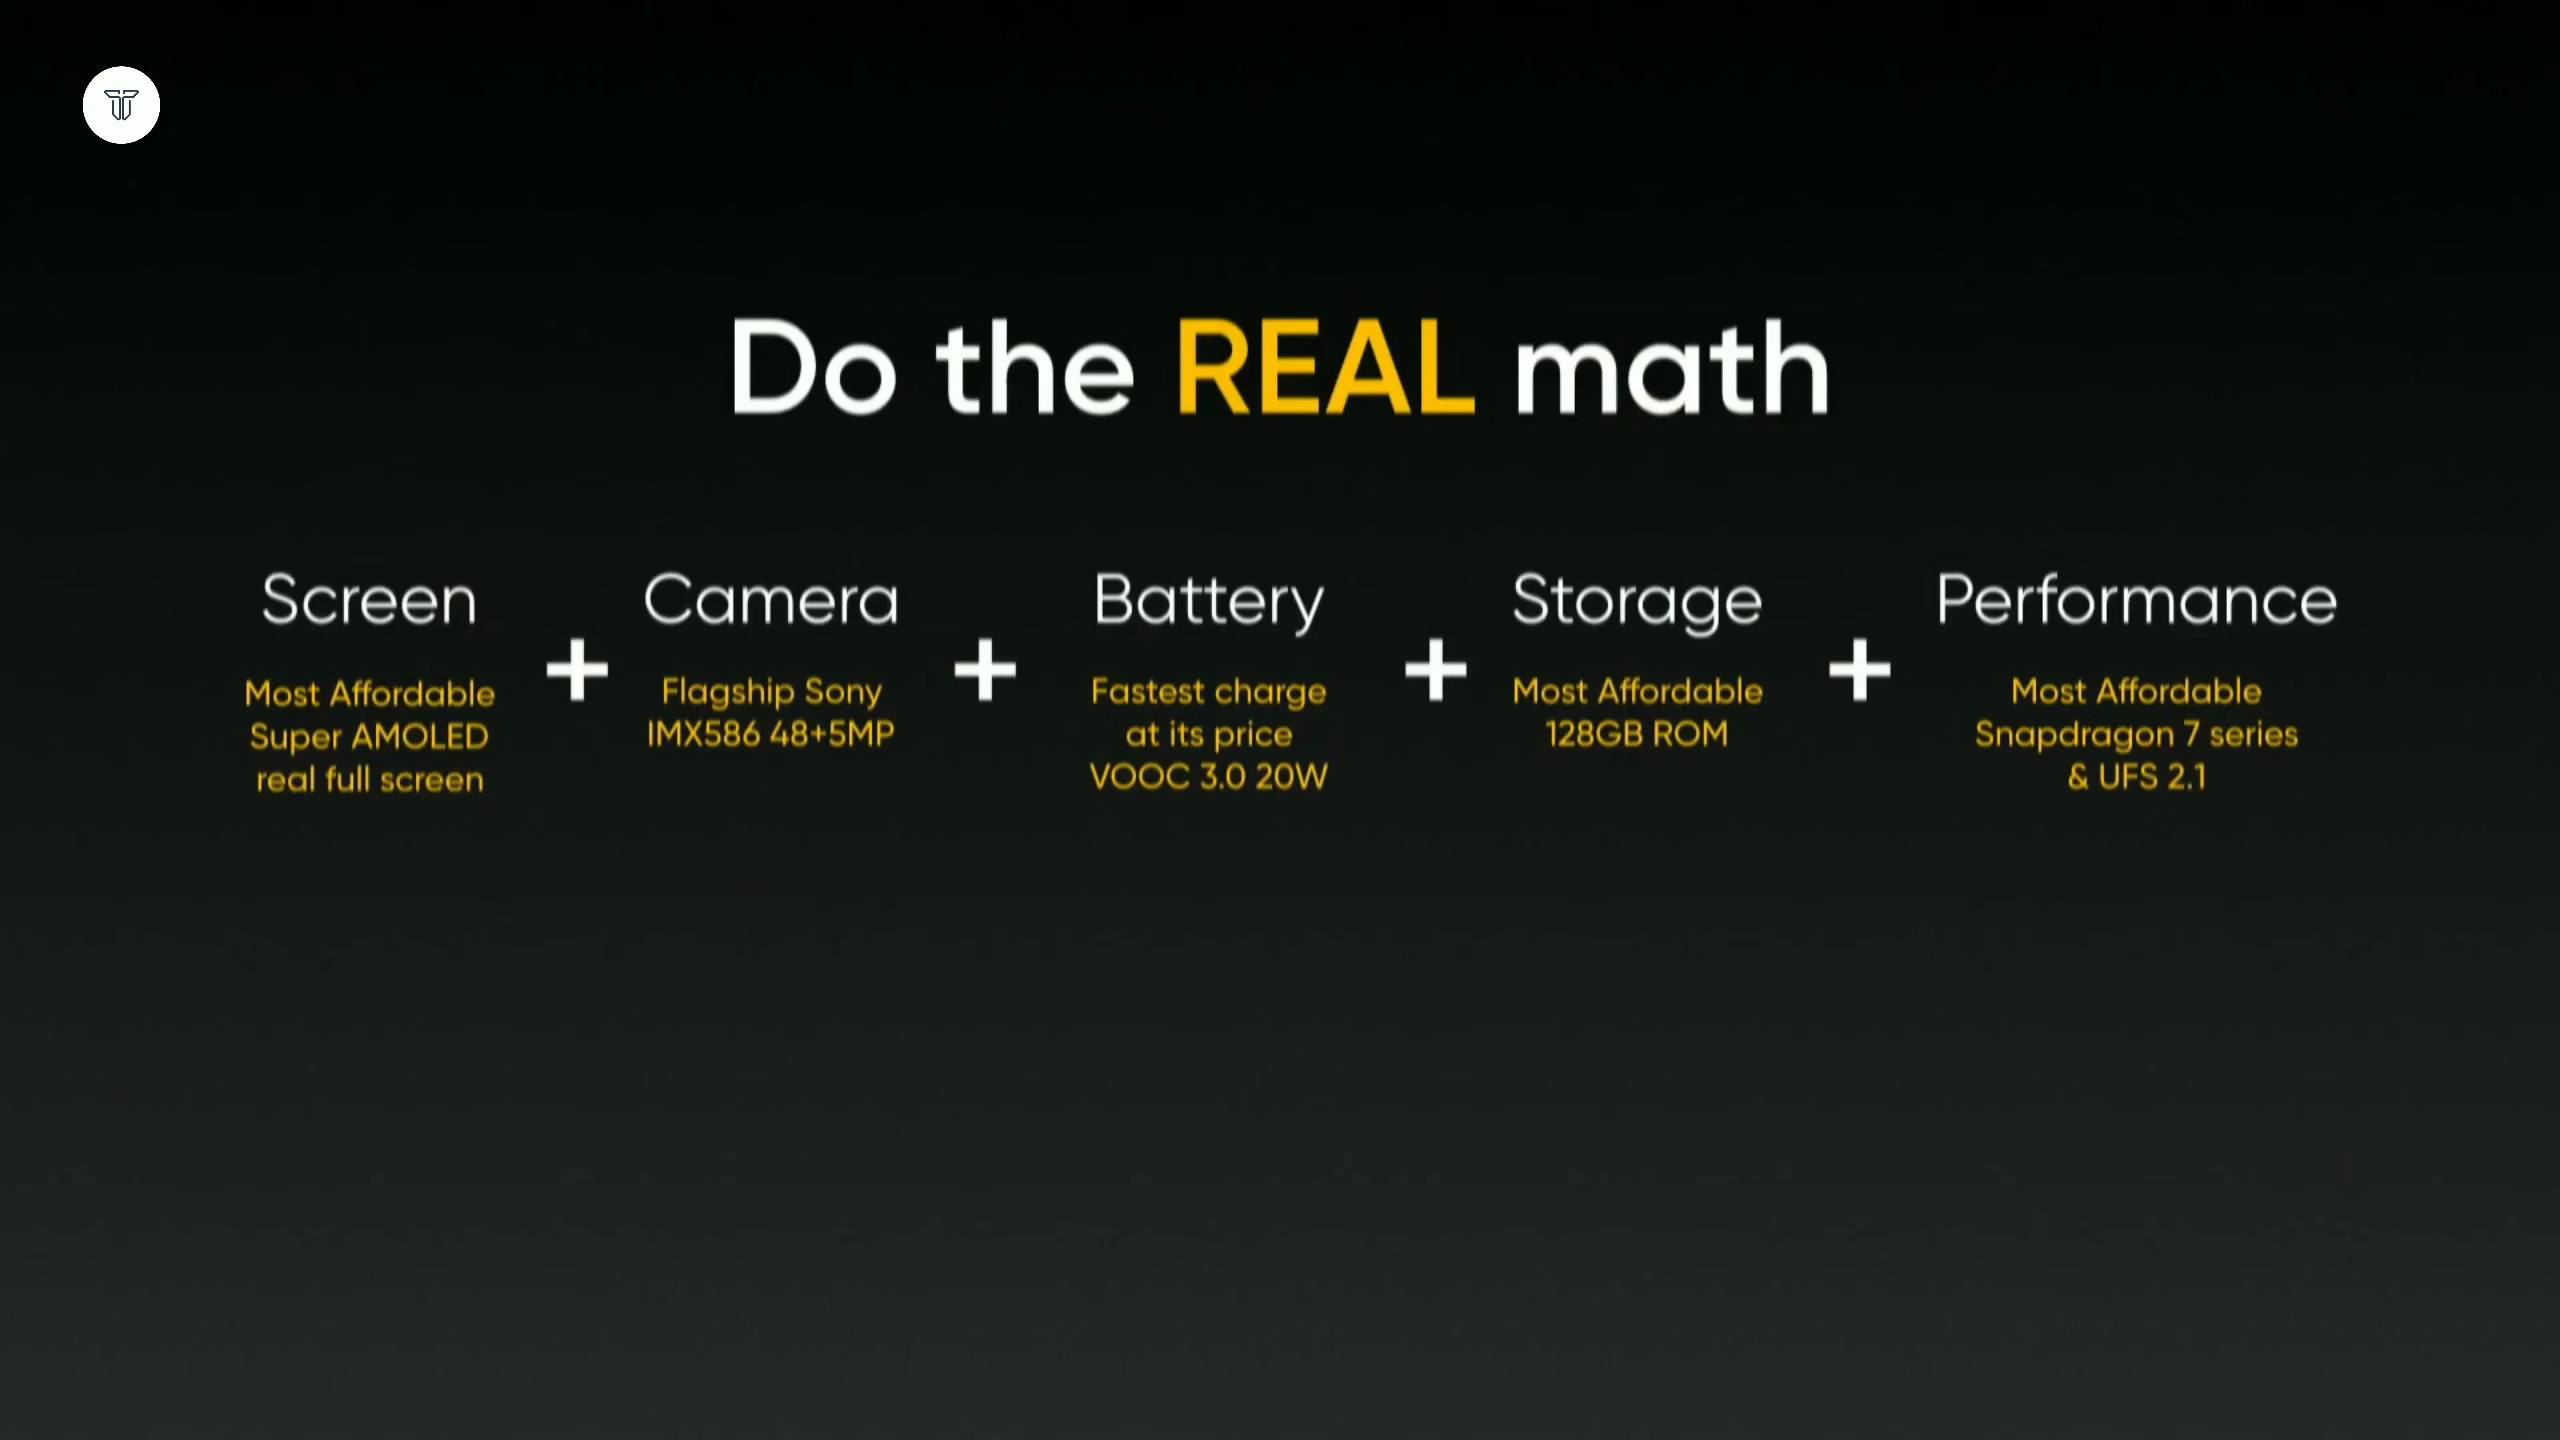 Do the REAL math
Screen
Most Affordable
Super AMOLED
real full screen
+
Camera
Flagship Sony
IMX586 48+5MP
+
Battery
Fastest charge
at its price
VOOC 3.0 20W
+
Storage
Most Affordable
128GB ROM
+
Performance
Most Affordable
Snapdragon 7 series
& UFS 2.1